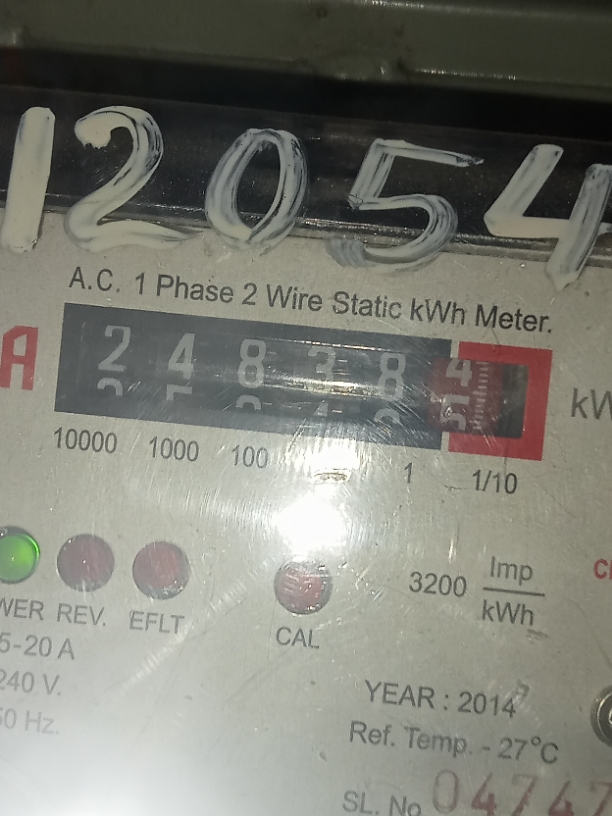 12054
A.C. 1 Phase 2 Wire Static kWh Meter.
A
2 4 8 3 8 4
kW
10000 1000 100 1 1/10
WER REV. EFLT
CAL
3200 Imp
kWh
5-20 A
240 V.
50 Hz.
YEAR : 2014
Ref. Temp. - 27°C
SL. No 04747